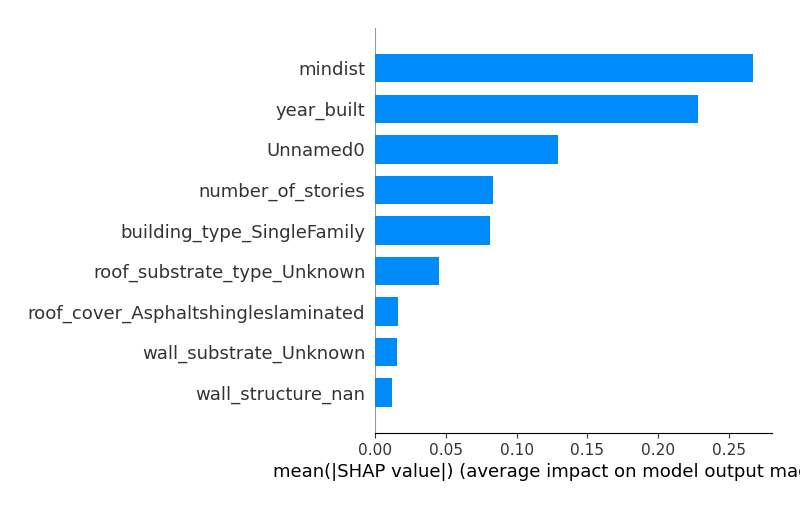 mindist
year_built
Unnamed0
number_of_stories
building_type_SingleFamily
roof_substrate_type_Unknown
roof_cover_Asphaltshingleslaminated
wall_substrate_Unknown
wall_structure_nan
0.00 0.05 0.10 0.15 0.20 0.25
mean(|SHAP value|) (average impact on model output